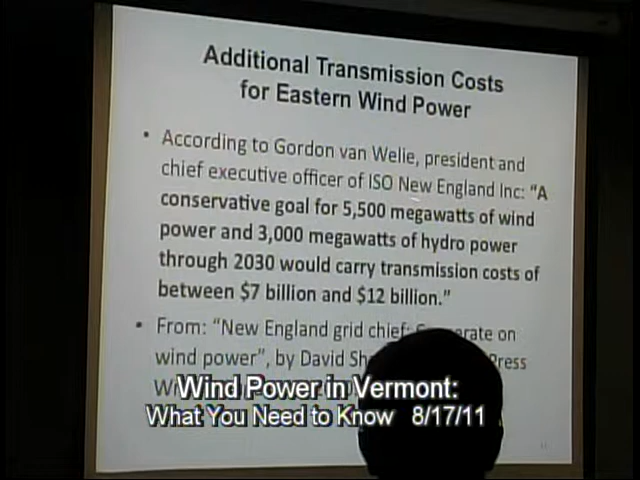 Additional Transmission Costs
for Eastern Wind Power
• According to Gordon van Welie, president and
chief executive officer of ISO New England Inc: “A
conservative goal for 5,500 megawatts of wind
power and 3,000 megawatts of hydro power
through 2030 would carry transmission costs of
between $7 billion and $12 billion.”
• From: “New England grid chief: on
wind power”, by David Press
Wind Power in Vermont:
What You Need to Know 8/17/11